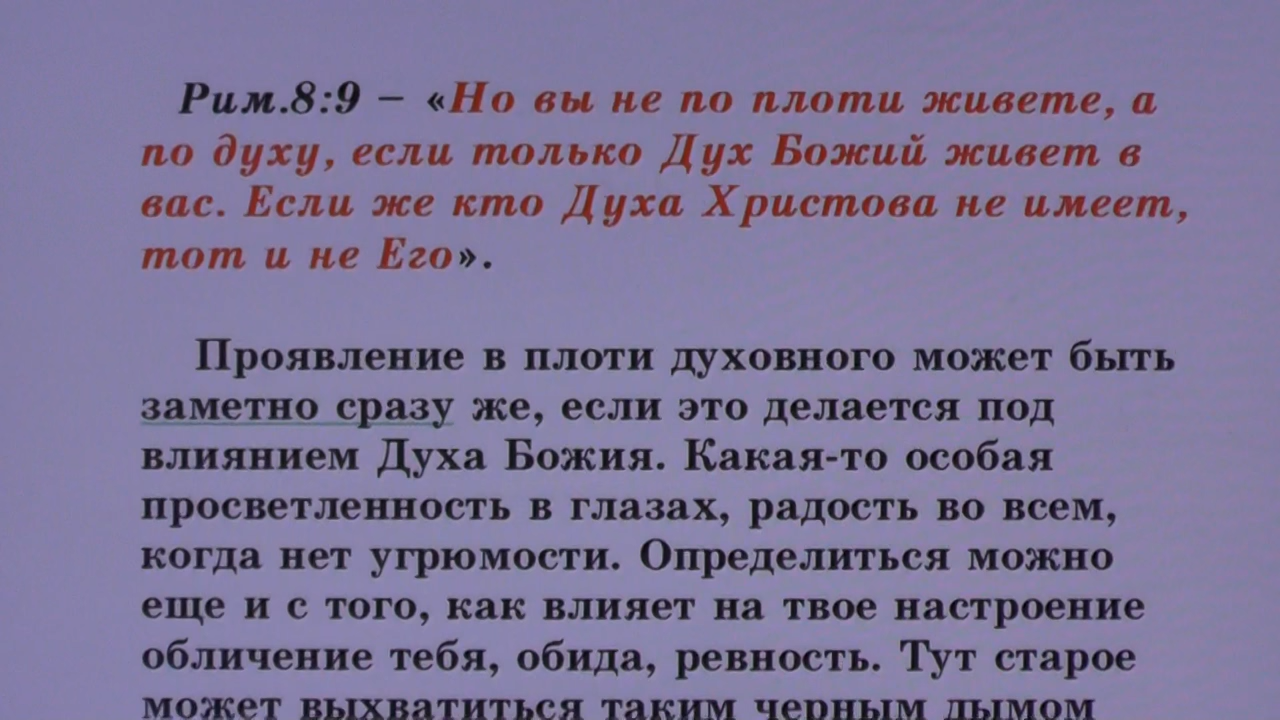 Рим.8:9 – «Но вы не по плоти живете, а
по духу, если только Дух Божий живет в
вас. Если же кто Духа Христова не имеет,
тот и не Его».
Проявление в плоти духовного может быть
заметно сразу же, если это делается под
влиянием Духа Божия. Какая-то особая
просветленность в глазах, радость во всем,
когда нет угрюмости. Определиться можно
еще и с того, как влияет на твое настроение
обличение тебя, обида, ревность. Тут старое
может выхватиться таким черным дымом